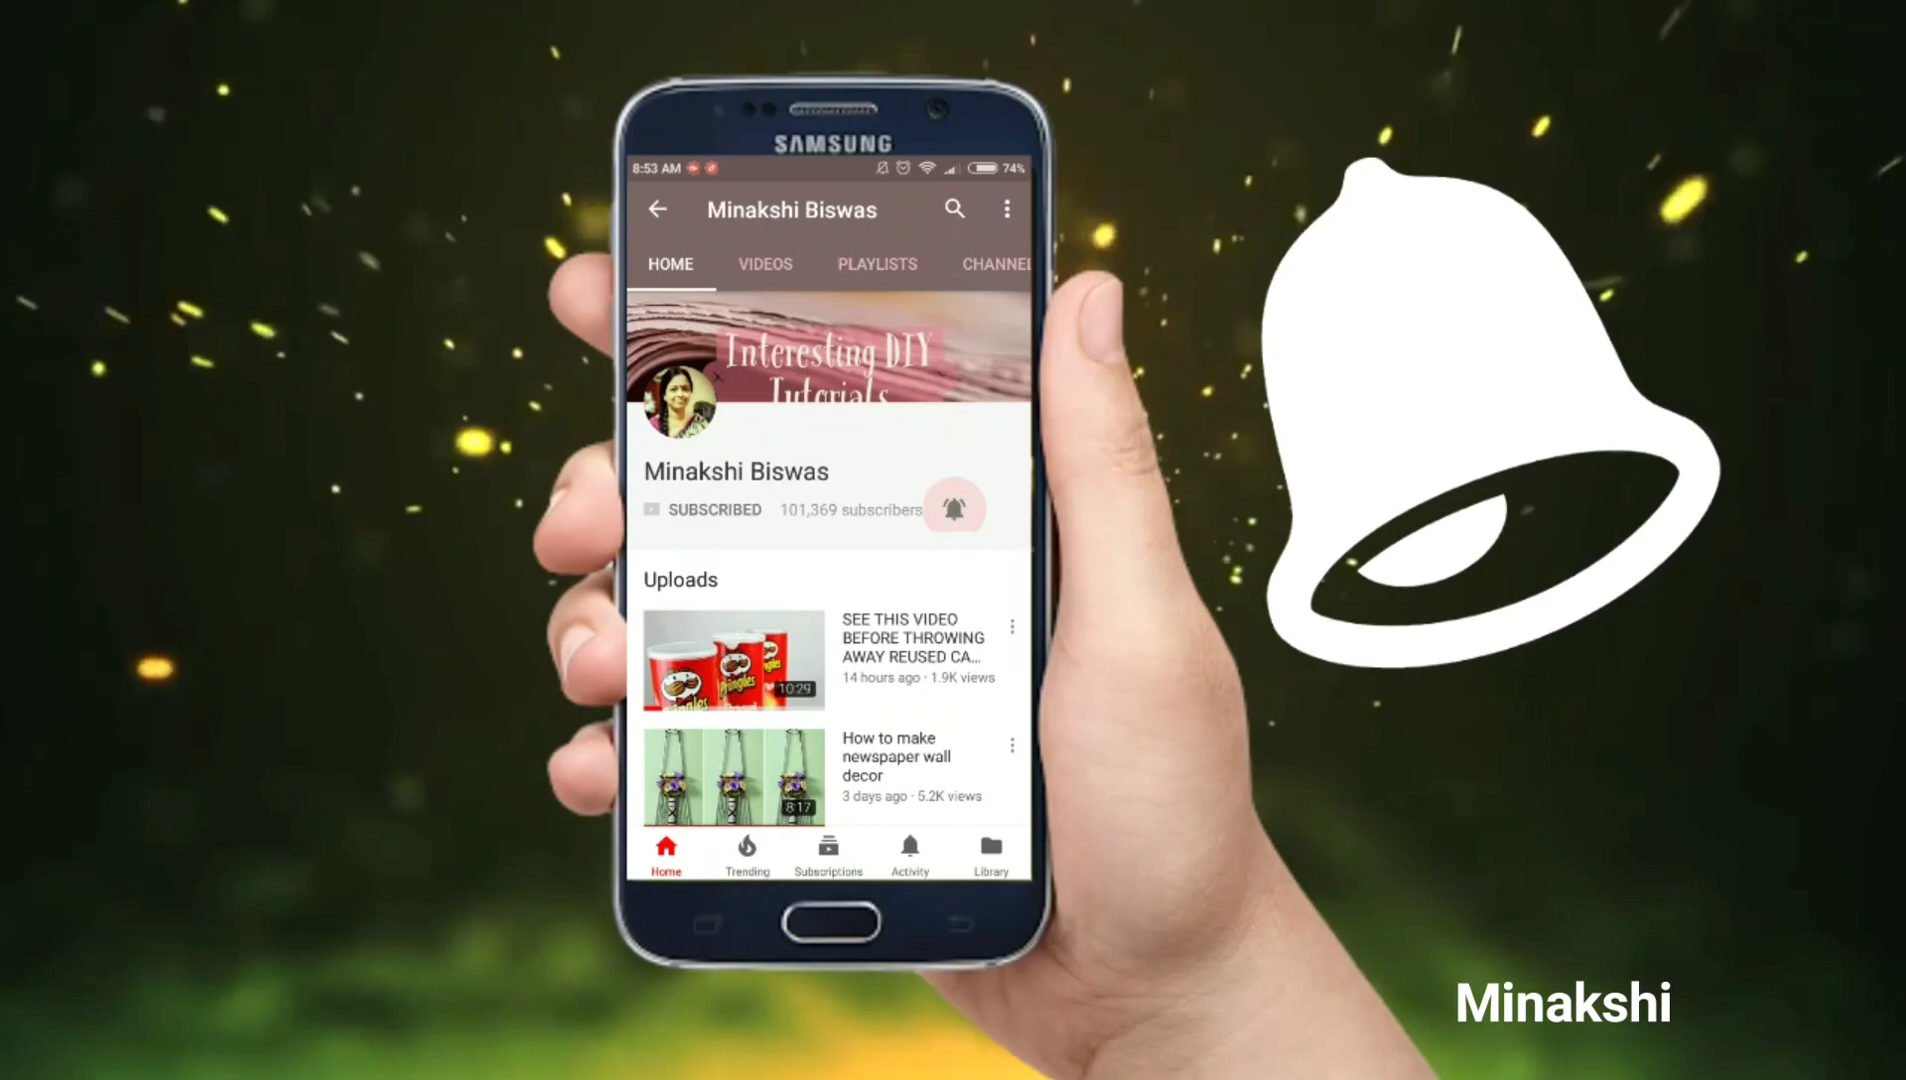 SAMSUNG
8:53 AM 74%
Minakshi Biswas
HOME VIDEOS PLAYLISTS CHANNEL
Interesting DIY
Tutorials
Minakshi Biswas
SUBSCRIBED 101,369 subscribers
Uploads
SEE THIS VIDEO
BEFORE THROWING
AWAY REUSED CA...
14 hours ago · 1.9K views
Pringles
10:29
How to make
newspaper wall
decor
3 days ago · 5.2K views
8:17
Home Trending Subscriptions Activity Library
Minakshi